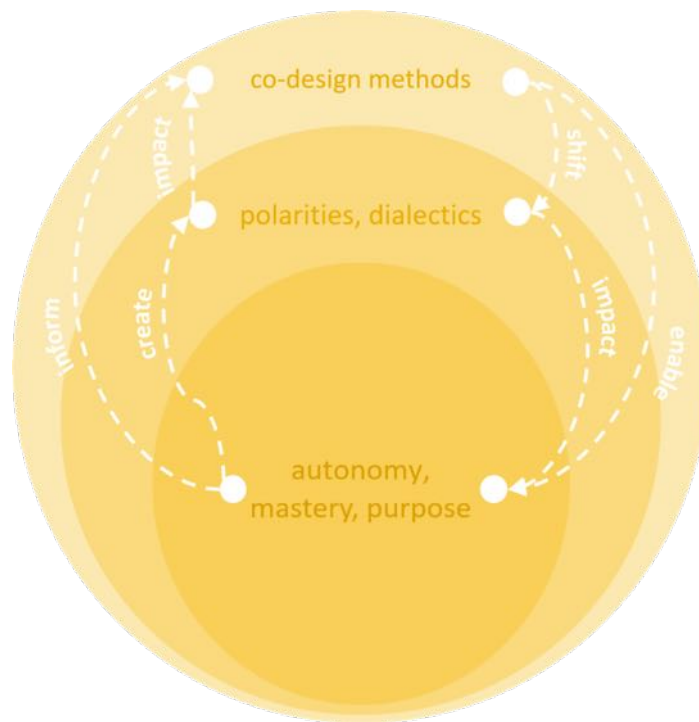 co-design methods
impact
shift
polarities, dialectics
inform
create
impact
enable
autonomy,
mastery, purpose